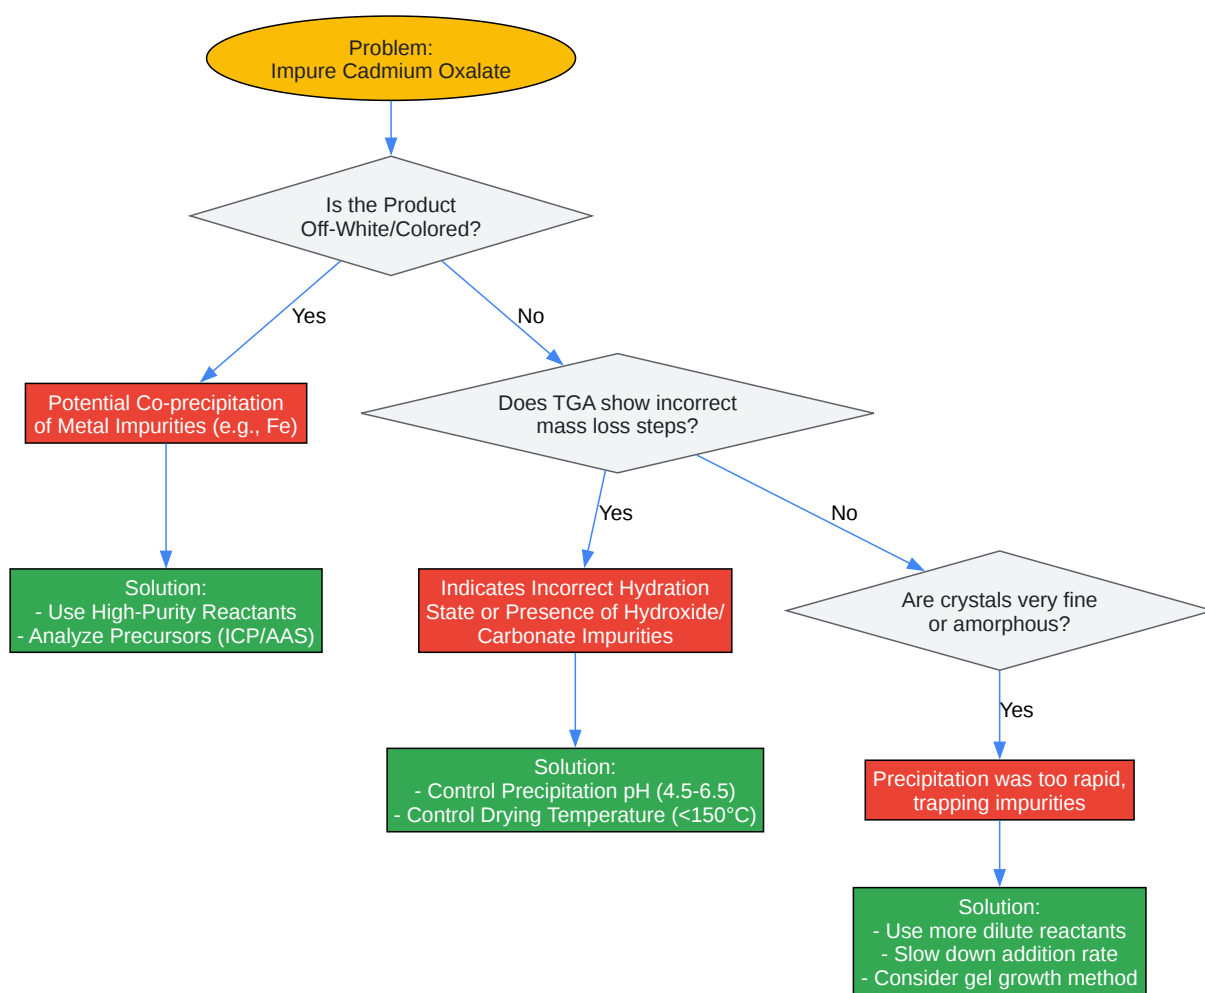 Problem:
Impure Cadmium Oxalate
Is the Product
Off-White/Colored?
Yes
No
Potential Co-precipitation
of Metal Impurities (e.g., Fe)
Does TGA show incorrect
mass loss steps?
Yes
No
Solution:
- Use High-Purity Reactants
- Analyze Precursors (ICP/AAS)
Indicates Incorrect Hydration
State or Presence of Hydroxide/
Carbonate Impurities
Are crystals very fine
or amorphous?
Yes
Solution:
- Control Precipitation pH (4.5-6.5)
- Control Drying Temperature (<150°C)
Precipitation was too rapid,
trapping impurities
Solution:
- Use more dilute reactants
- Slow down addition rate
- Consider gel growth method